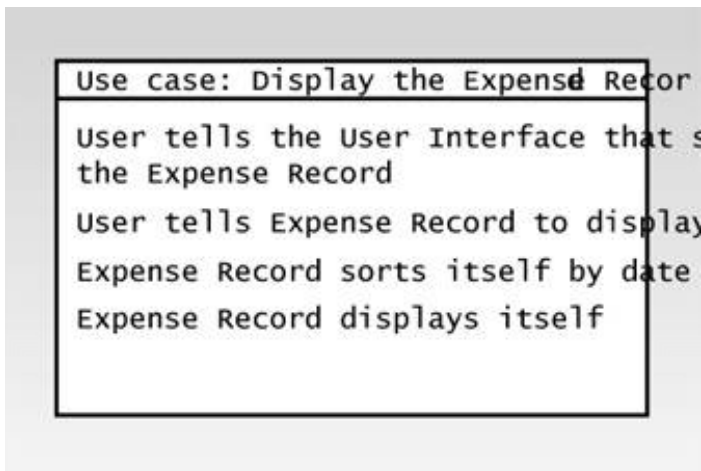 Use case: Display the Expense Recor
User tells the User Interface that s
the Expense Record
User tells Expense Record to display
Expense Record sorts itself by date
Expense Record displays itself